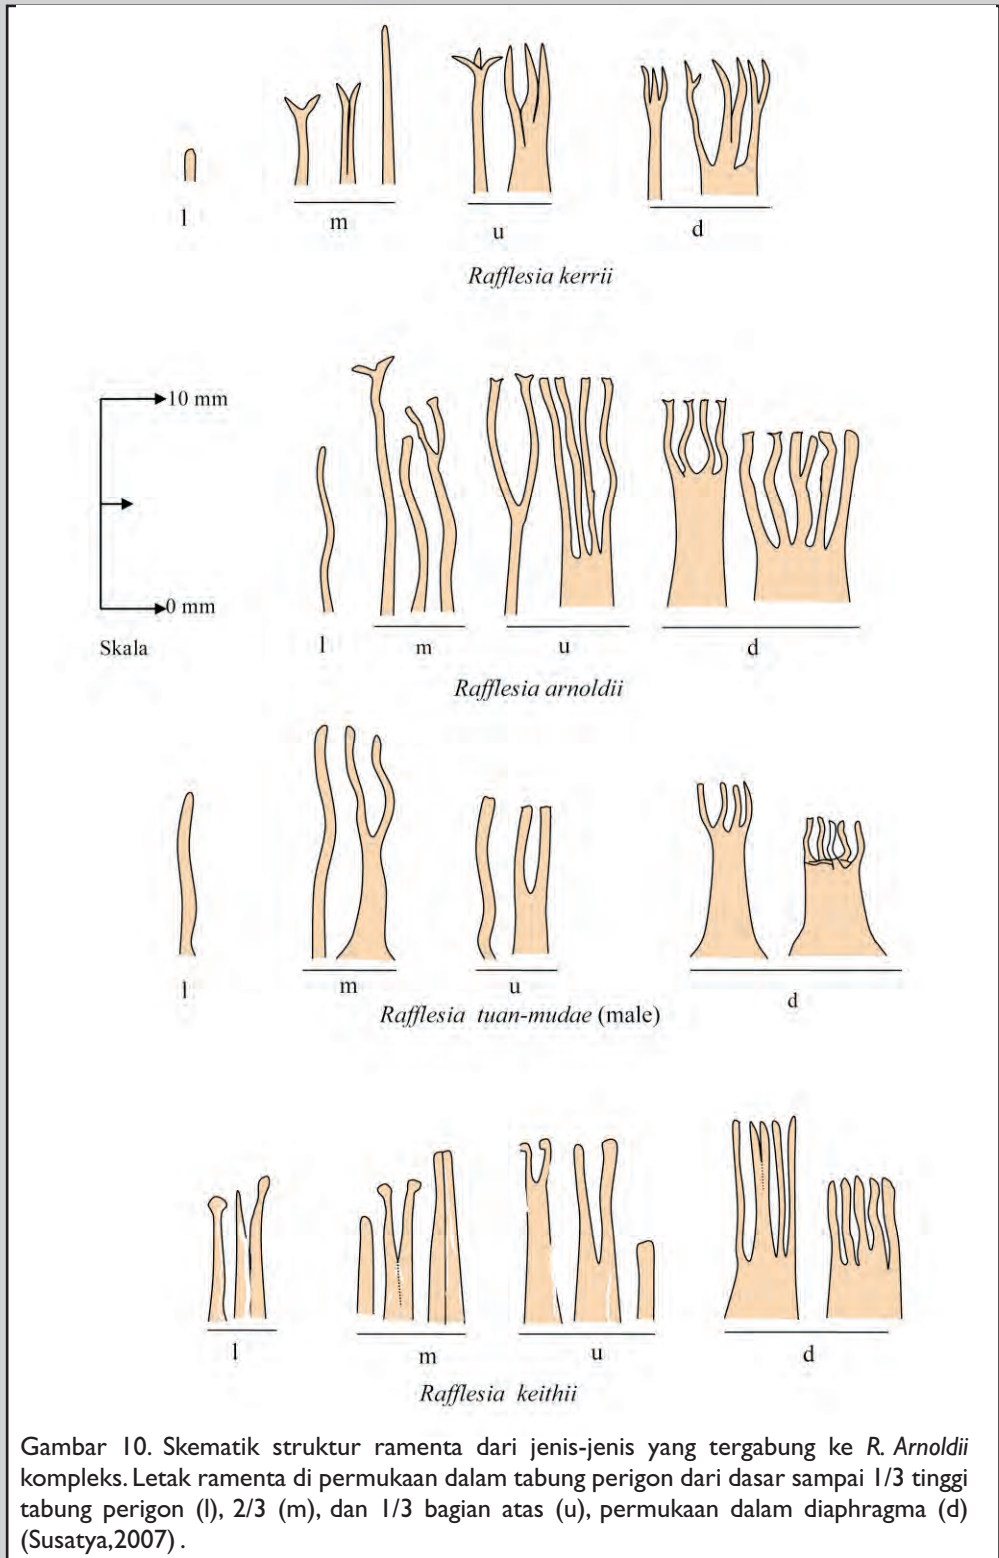 l
m
u
d
Rafflesia kerrii
10 mm
0 mm
Skala
l
m
u
d
Rafflesia arnoldii
l
m
u
d
Rafflesia tuan-mudae (male)
l
m
u
d
Rafflesia keithii
Gambar 10. Skematik struktur ramenta dari jenis-jenis yang tergabung ke R. Arnoldii
kompleks. Letak ramenta di permukaan dalam tabung perigon dari dasar sampai 1/3 tinggi
tabung perigon (l), 2/3 (m), dan 1/3 bagian atas (u), permukaan dalam diaphragma (d)
(Susatya,2007) .